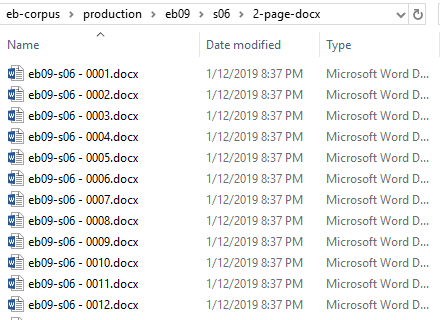 eb-corpus > production > eb09 > s06 > 2-page-docx
Name Date modified Type
eb09-s06 - 0001.docx 1/12/2019 8:37 PM Microsoft Word D...
eb09-s06 - 0002.docx 1/12/2019 8:37 PM Microsoft Word D...
eb09-s06 - 0003.docx 1/12/2019 8:37 PM Microsoft Word D...
eb09-s06 - 0004.docx 1/12/2019 8:37 PM Microsoft Word D...
eb09-s06 - 0005.docx 1/12/2019 8:37 PM Microsoft Word D...
eb09-s06 - 0006.docx 1/12/2019 8:37 PM Microsoft Word D...
eb09-s06 - 0007.docx 1/12/2019 8:37 PM Microsoft Word D...
eb09-s06 - 0008.docx 1/12/2019 8:37 PM Microsoft Word D...
eb09-s06 - 0009.docx 1/12/2019 8:37 PM Microsoft Word D...
eb09-s06 - 0010.docx 1/12/2019 8:37 PM Microsoft Word D...
eb09-s06 - 0011.docx 1/12/2019 8:37 PM Microsoft Word D...
eb09-s06 - 0012.docx 1/12/2019 8:37 PM Microsoft Word D...